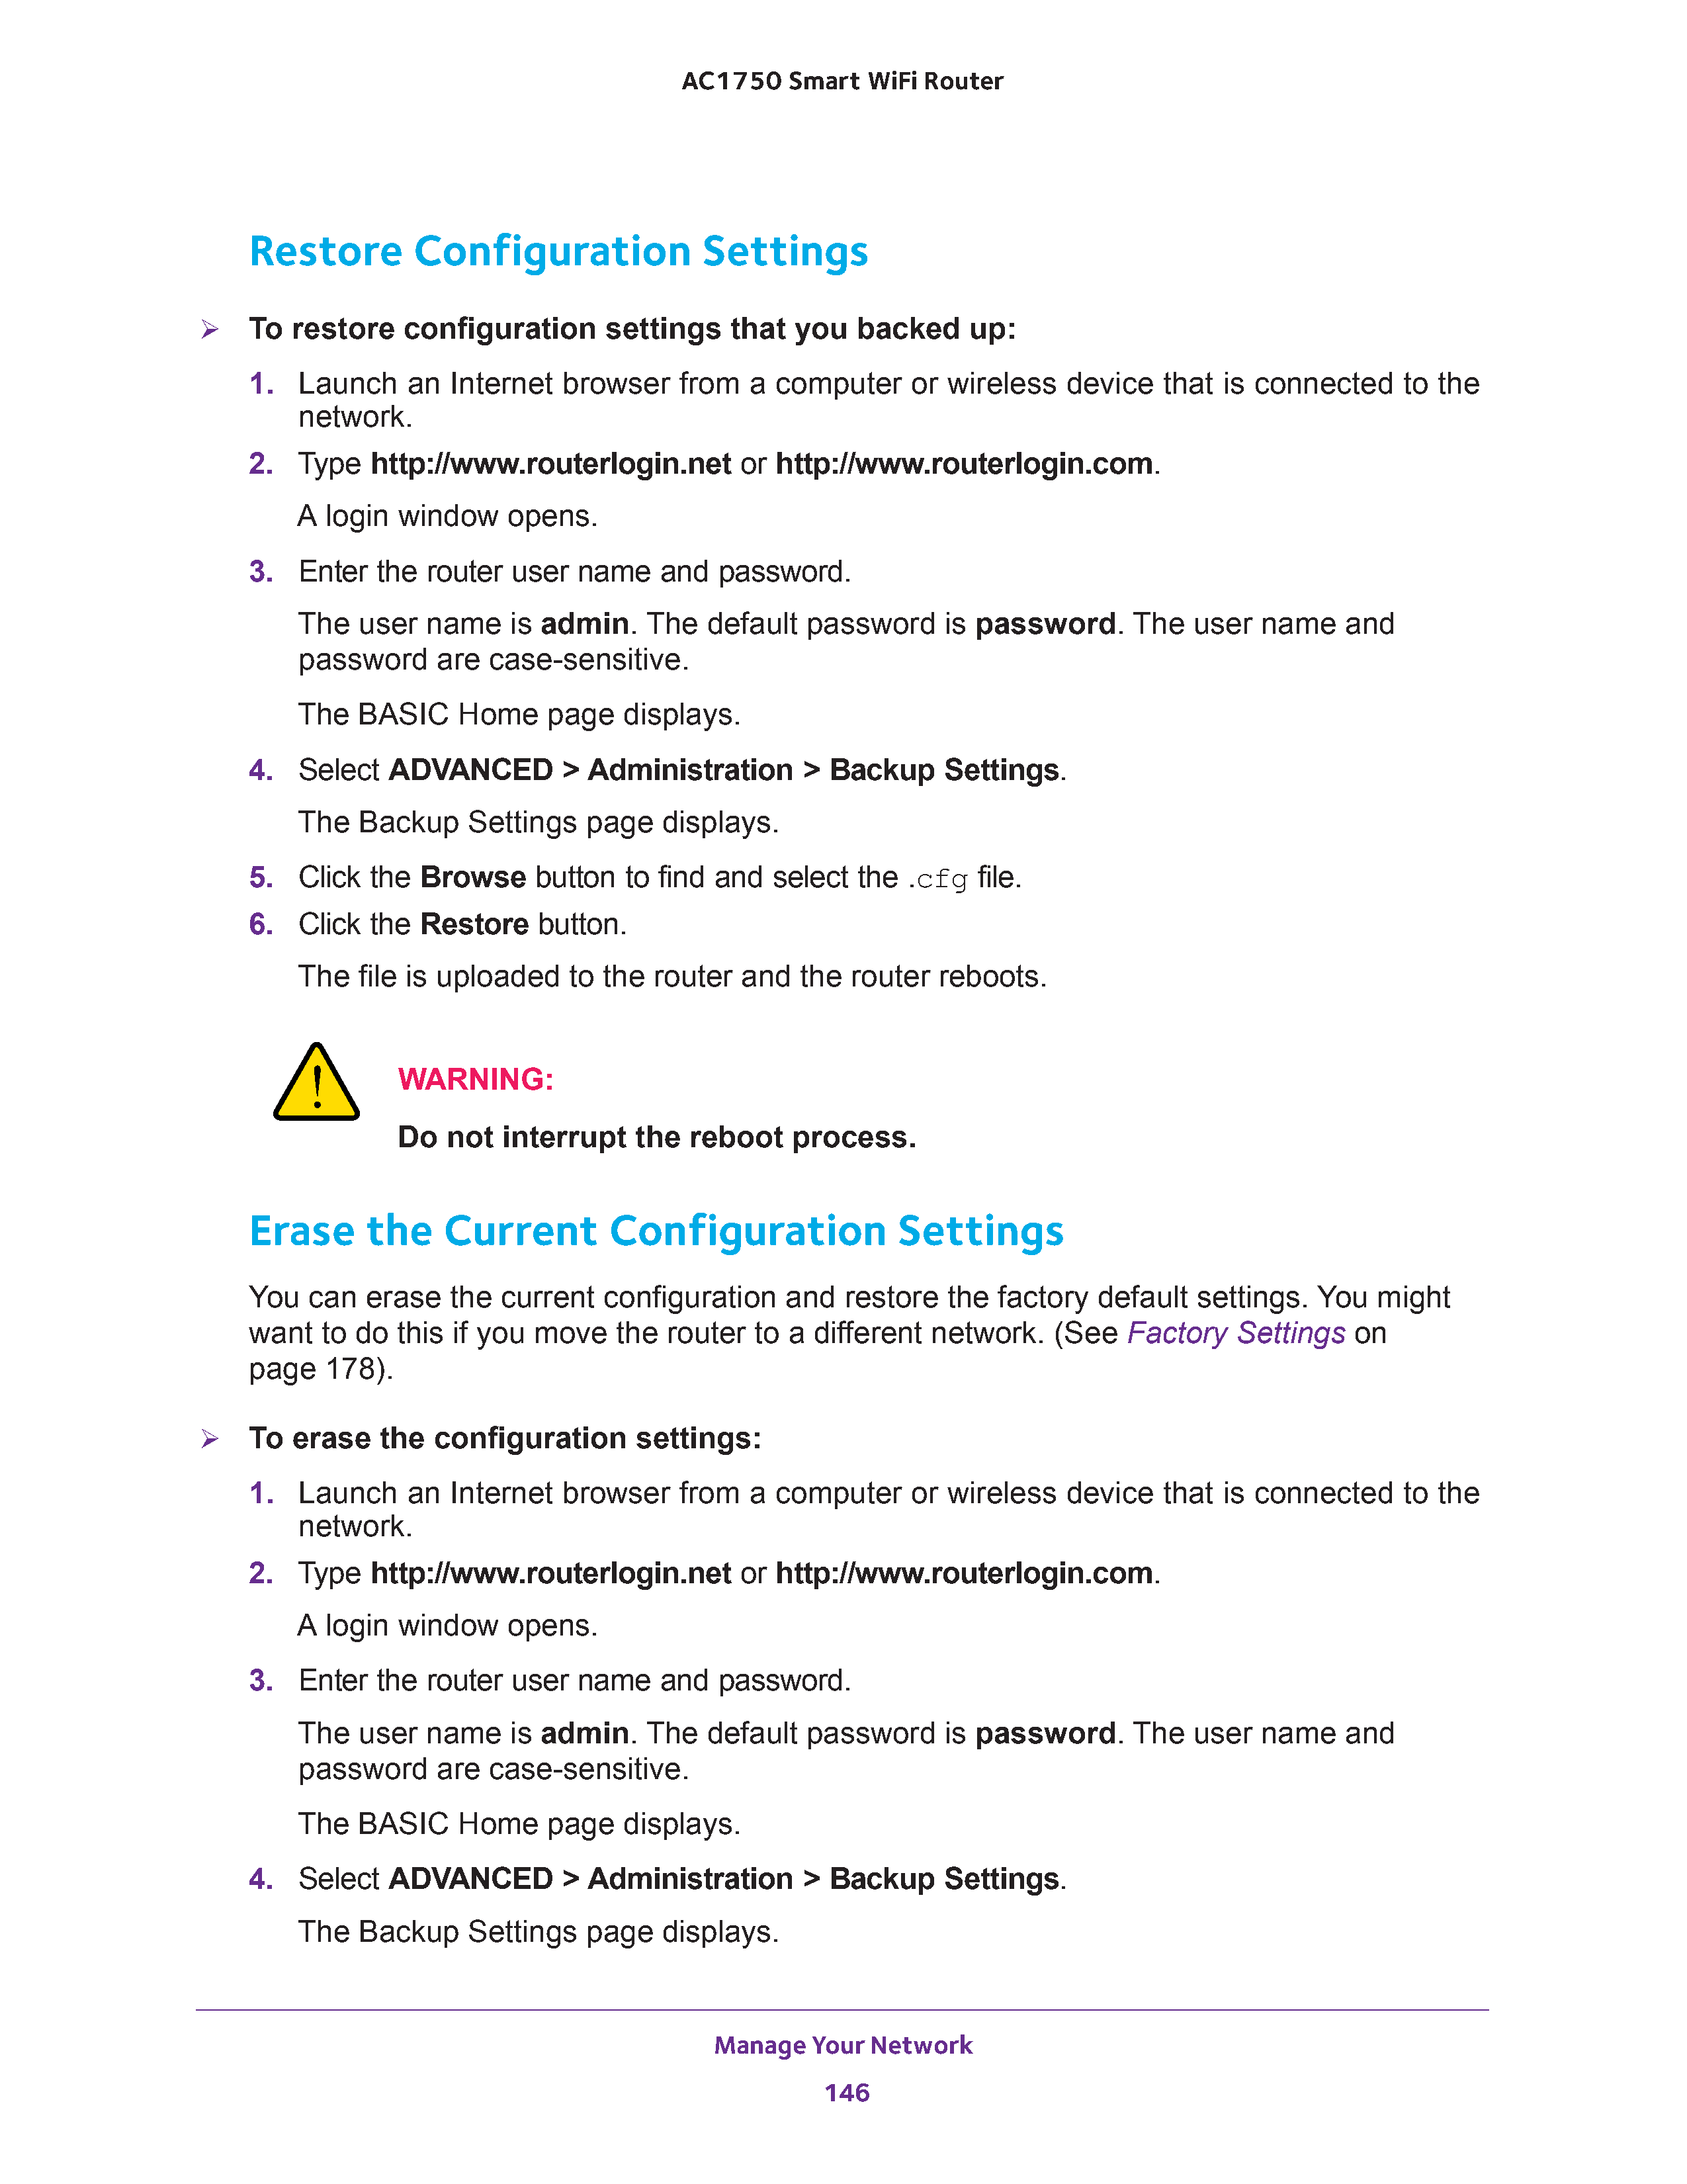 AC1750 Smart WiFi Router
Restore Configuration Settings
➢ To restore configuration settings that you backed up:
1. Launch an Internet browser from a computer or wireless device that is connected to the
network.
2. Type http://www.routerlogin.net or http://www.routerlogin.com.
A login window opens.
3. Enter the router user name and password.
The user name is admin. The default password is password. The user name and
password are case-sensitive.
The BASIC Home page displays.
4. Select ADVANCED > Administration > Backup Settings.
The Backup Settings page displays.
5. Click the Browse button to find and select the .cfg file.
6. Click the Restore button.
The file is uploaded to the router and the router reboots.
WARNING:
Do not interrupt the reboot process.
Erase the Current Configuration Settings
You can erase the current configuration and restore the factory default settings. You might
want to do this if you move the router to a different network. (See Factory Settings on
page 178).
➢ To erase the configuration settings:
1. Launch an Internet browser from a computer or wireless device that is connected to the
network.
2. Type http://www.routerlogin.net or http://www.routerlogin.com.
A login window opens.
3. Enter the router user name and password.
The user name is admin. The default password is password. The user name and
password are case-sensitive.
The BASIC Home page displays.
4. Select ADVANCED > Administration > Backup Settings.
The Backup Settings page displays.
Manage Your Network
146